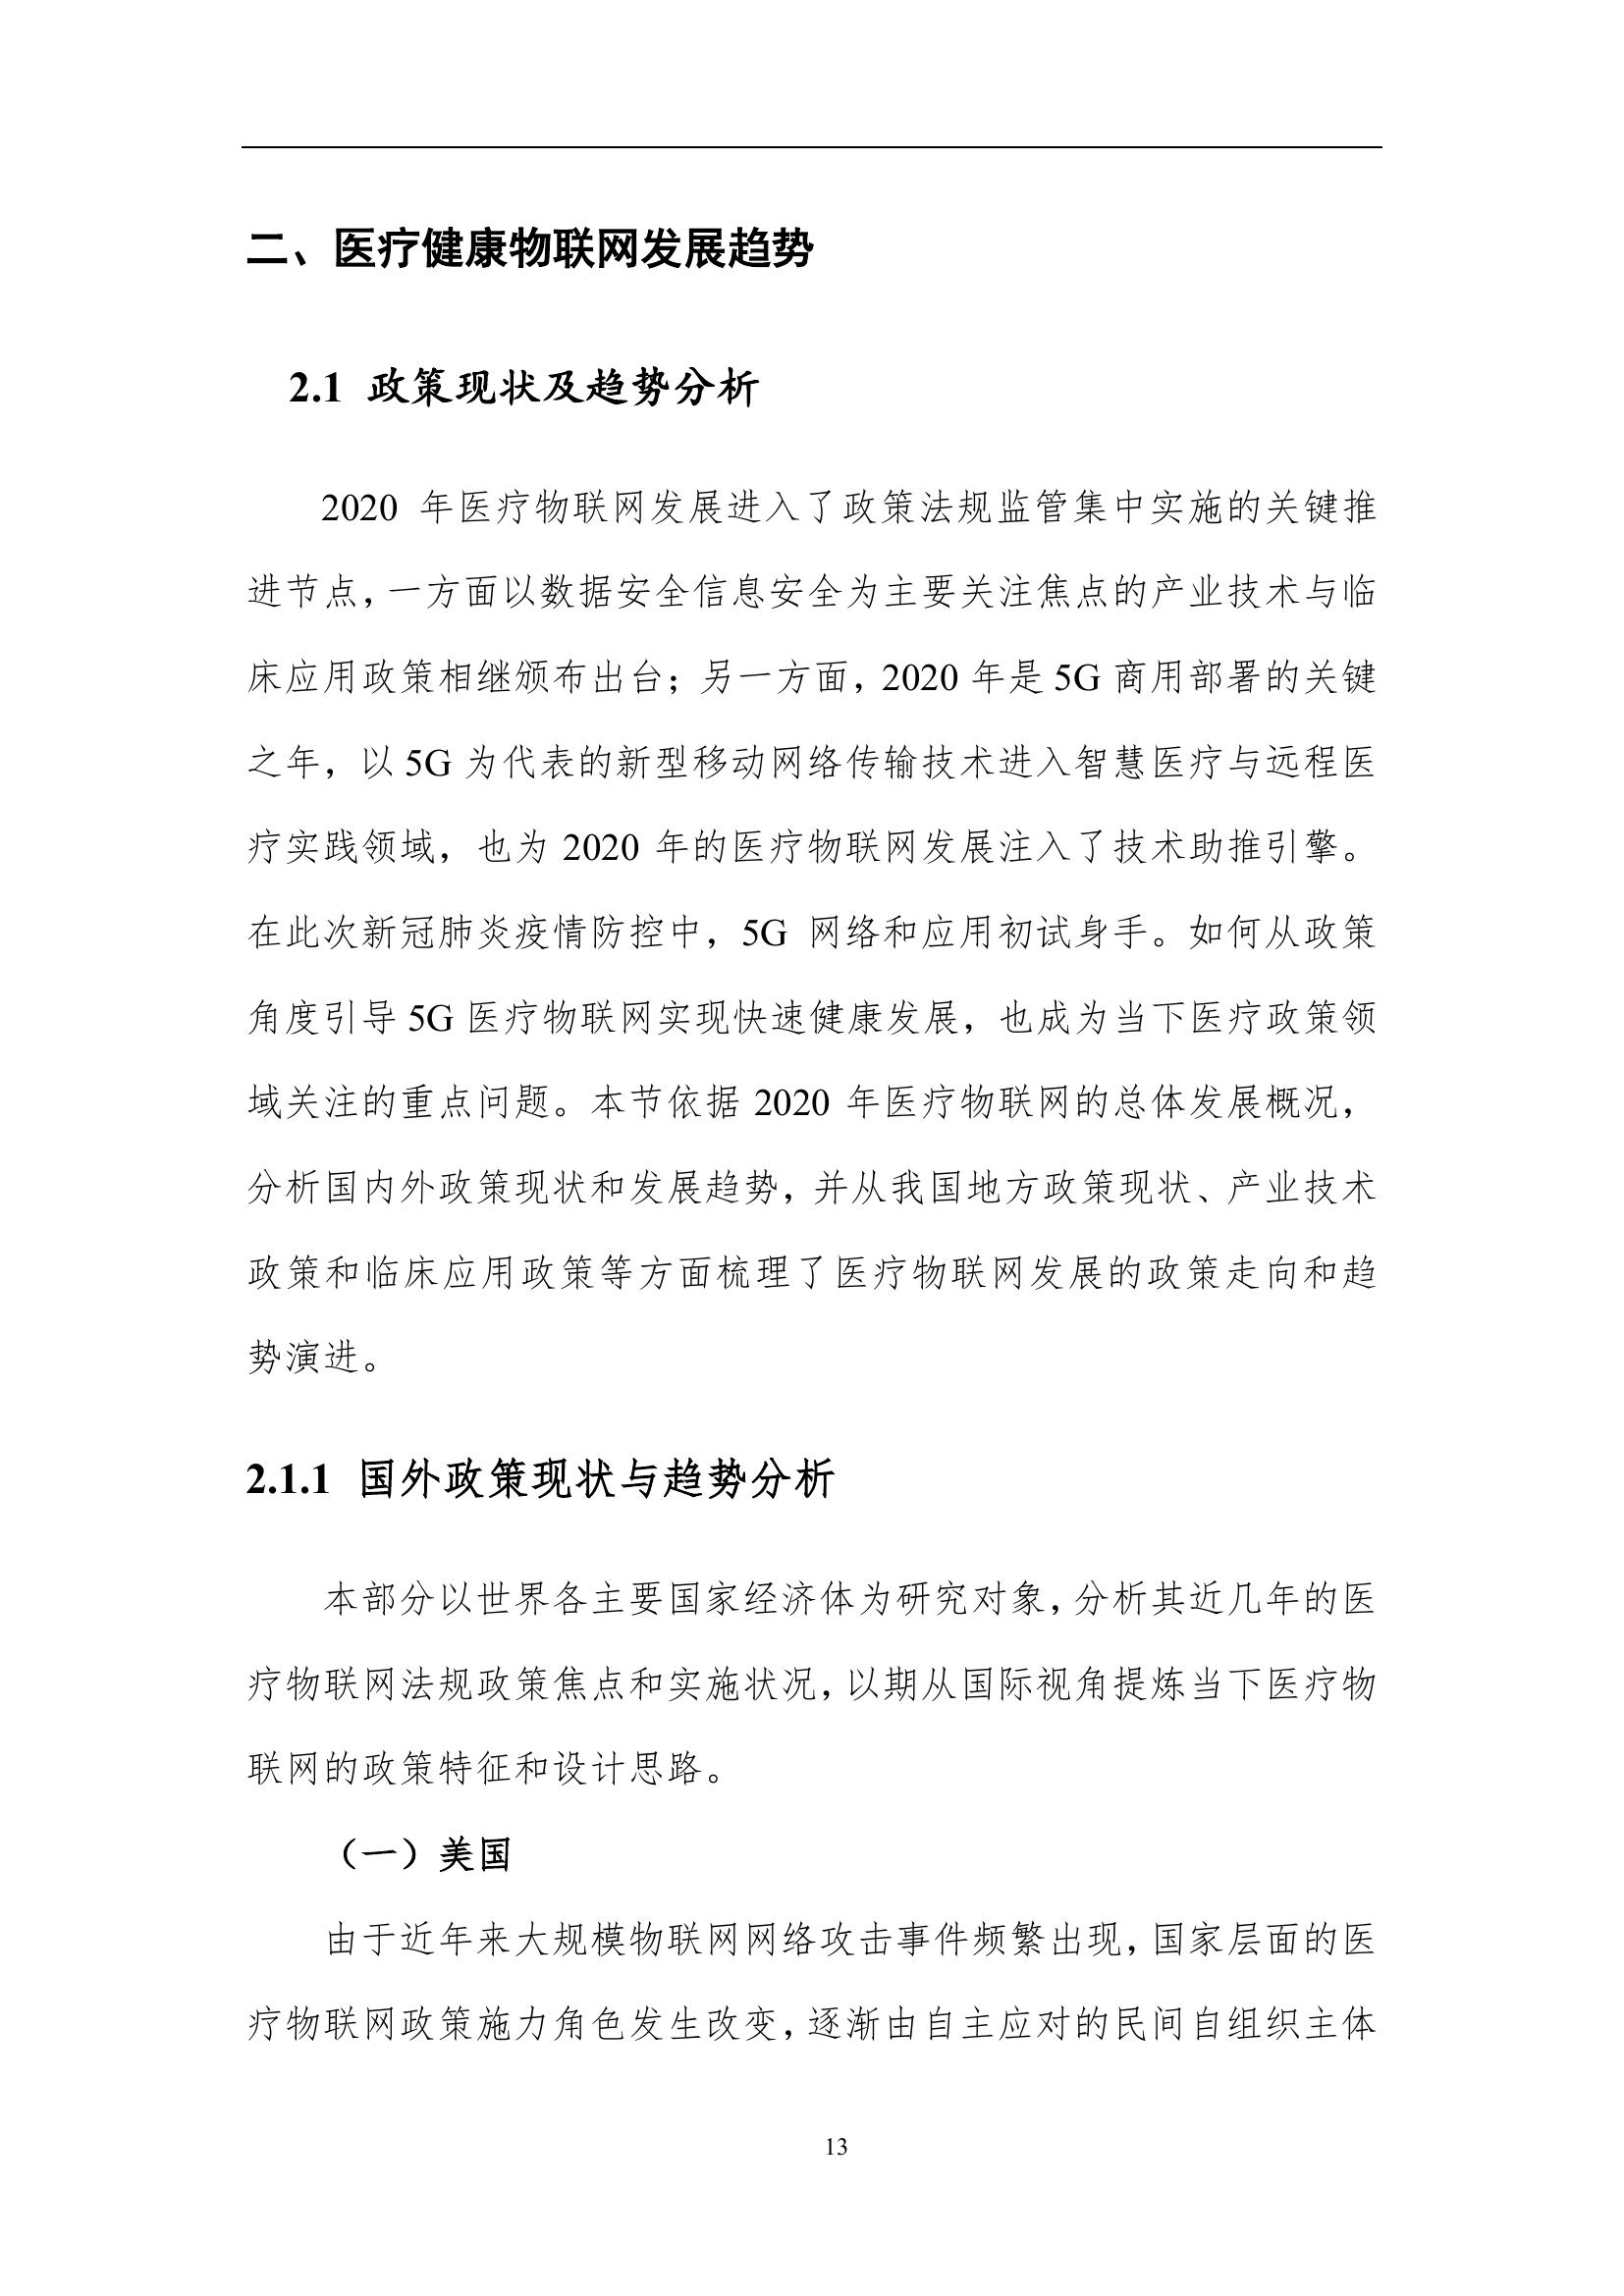 二、医疗健康物联网发展趋势
2.1 政策现状及趋势分析
2020 年医疗物联网发展进入了政策法规监管集中实施的关键推
进节点，一方面以数据安全信息安全为主要关注焦点的产业技术与临
床应用政策相继颁布出台；另一方面，2020 年是 5G 商用部署的关键
之年，以 5G 为代表的新型移动网络传输技术进入智慧医疗与远程医
疗实践领域，也为 2020 年的医疗物联网发展注入了技术助推引擎。
在此次新冠肺炎疫情防控中，5G 网络和应用初试身手。如何从政策
角度引导 5G 医疗物联网实现快速健康发展，也成为当下医疗政策领
域关注的重点问题。本节依据 2020 年医疗物联网的总体发展概况，
分析国内外政策现状和发展趋势，并从我国地方政策现状、产业技术
政策和临床应用政策等方面梳理了医疗物联网发展的政策走向和趋
势演进。
2.1.1 国外政策现状与趋势分析
本部分以世界各主要国家经济体为研究对象，分析其近几年的医
疗物联网法规政策焦点和实施状况，以期从国际视角提炼当下医疗物
联网的政策特征和设计思路。
（一）美国
由于近年来大规模物联网网络攻击事件频繁出现，国家层面的医
疗物联网政策施力角色发生改变，逐渐由自主应对的民间自组织主体
13